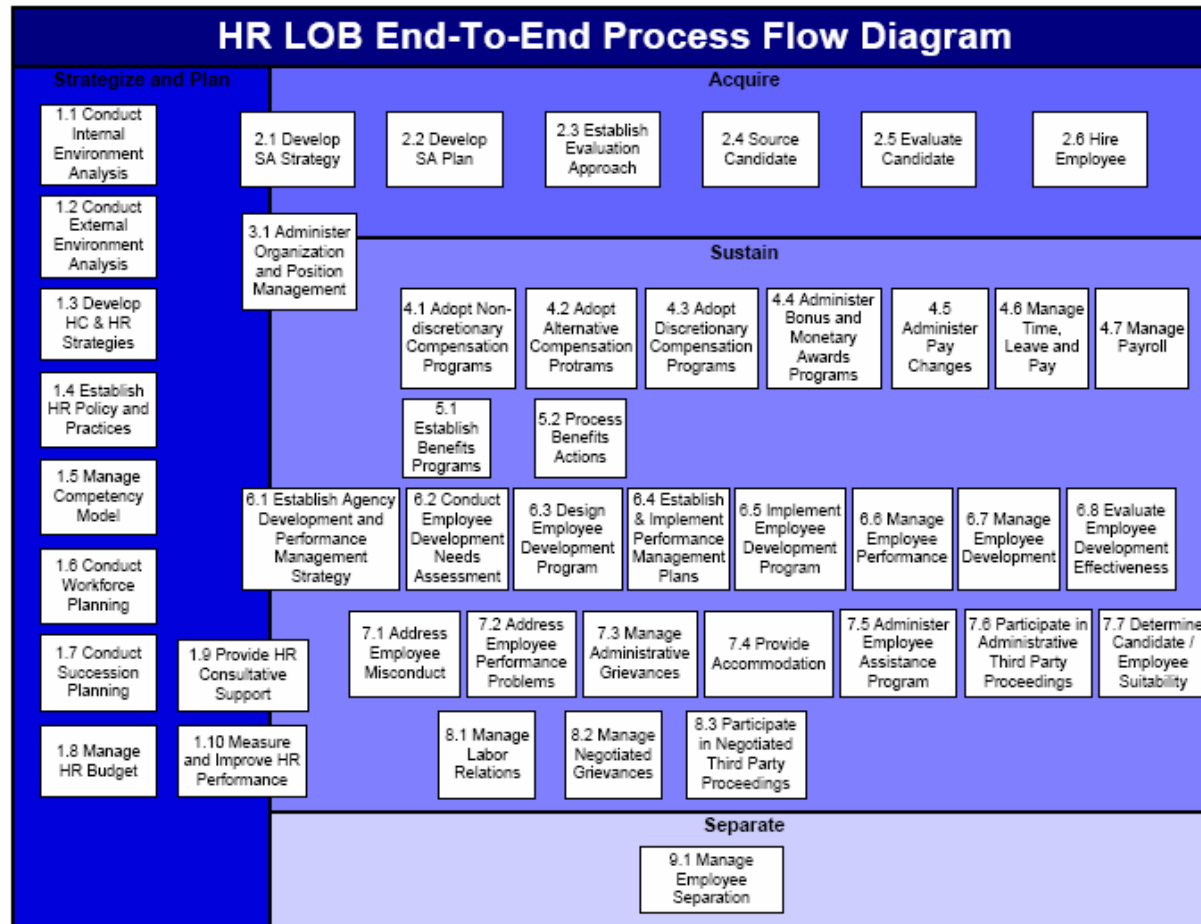 HR LOB End-To-End Process Flow Diagram
Strategize and Plan
1.1 Conduct
Internal
Environment
Analysis
1.2 Conduct
External
Environment
Analysis
1.3 Develop
HC & HR
Strategies
1.4 Establish
HR Policy and
Practices
1.5 Manage
Competency
Model
1.6 Conduct
Workforce
Planning
1.7 Conduct
Succession
Planning
1.8 Manage
HR Budget
1.9 Provide HR
Consultative
Support
1.10 Measure
and Improve HR
Performance
Acquire
2.1 Develop
SA Strategy
2.2 Develop
SA Plan
2.3 Establish
Evaluation
Approach
2.4 Source
Candidate
2.5 Evaluate
Candidate
2.6 Hire
Employee
3.1 Administer
Organization
and Position
Management
Sustain
4.1 Adopt Non-
discretionary
Compensation
Programs
4.2 Adopt
Alternative
Compensation
Protrams
4.3 Adopt
Discretionary
Compensation
Programs
4.4 Administer
Bonus and
Monetary
Awards
Programs
4.5
Administer
Pay
Changes
4.6 Manage
Time,
Leave and
Pay
4.7 Manage
Payroll
5.1
Establish
Benefits
Programs
5.2 Process
Benefits
Actions
6.1 Establish Agency
Development and
Performance
Management
Strategy
6.2 Conduct
Employee
Development
Needs
Assessment
6.3 Design
Employee
Development
Program
6.4 Establish
& Implement
Performance
Management
Plans
6.5 Implement
Employee
Development
Program
6.6 Manage
Employee
Performance
6.7 Manage
Employee
Development
6.8 Evaluate
Employee
Development
Effectiveness
7.1 Address
Employee
Misconduct
7.2 Address
Employee
Performance
Problems
7.3 Manage
Administrative
Grievances
7.4 Provide
Accommodation
7.5 Administer
Employee
Assistance
Program
7.6 Participate in
Administrative
Third Party
Proceedings
7.7 Determine
Candidate /
Employee
Suitability
8.1 Manage
Labor
Relations
8.2 Manage
Negotiated
Grievances
8.3 Participate
in Negotiated
Third Party
Proceedings
Separate
9.1 Manage
Employee
Separation